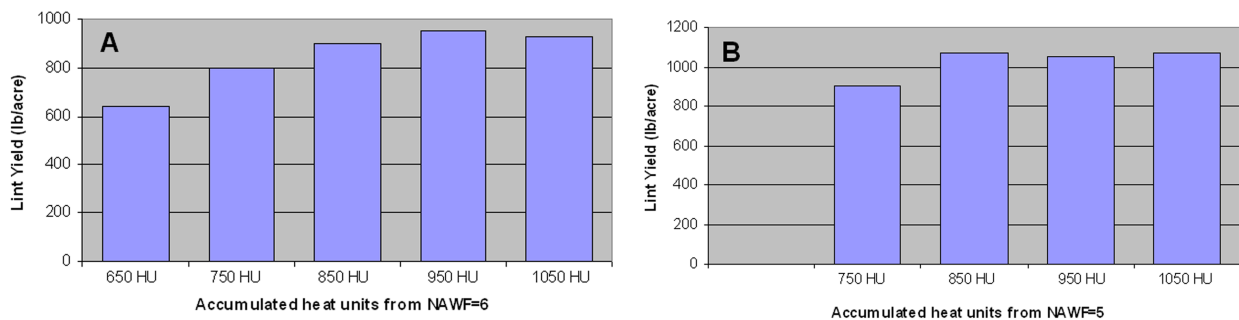 A
Lint Yield (lb/acre)
1000
800
600
400
200
0
650 HU 750 HU 850 HU 950 HU 1050 HU
Accumulated heat units from NAWF=6
B
Lint Yield (lb/acre)
1200
1000
800
600
400
200
0
750 HU 850 HU 950 HU 1050 HU
Accumulated heat units from NAWF=5